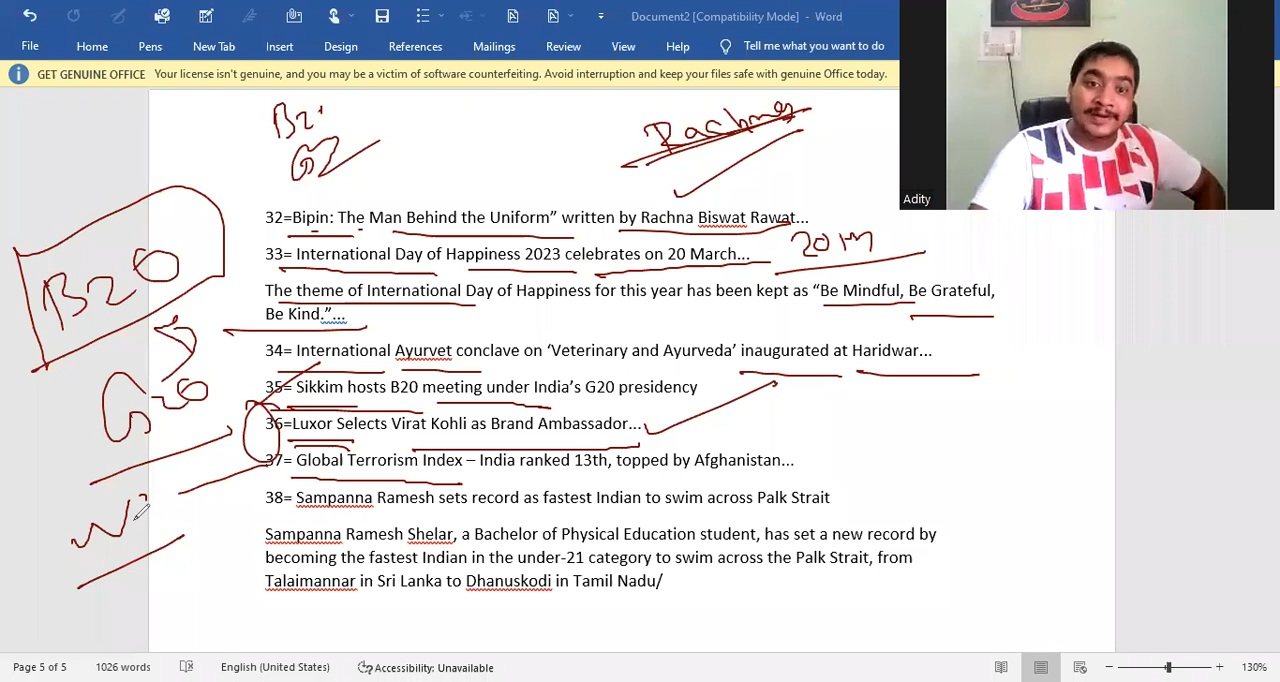 Document2 [Compatibility Mode] - Word
File Home Pens New Tab Insert Design References Mailings Review View Help Tell me what you want to do
GET GENUINE OFFICE Your license isn't genuine, and you may be a victim of software counterfeiting. Avoid interruption and keep your files safe with genuine Office today.
Adity
B2
Rachna
32=Bipin: The Man Behind the Uniform” written by Rachna Biswat Rawat...
20 M
33= International Day of Happiness 2023 celebrates on 20 March...
The theme of International Day of Happiness for this year has been kept as “Be Mindful, Be Grateful,
Be Kind.”...
B20
34= International Ayurvet conclave on ‘Veterinary and Ayurveda’ inaugurated at Haridwar...
35= Sikkim hosts B20 meeting under India’s G20 presidency
G20
36=Luxor Selects Virat Kohli as Brand Ambassador...
37= Global Terrorism Index – India ranked 13th, topped by Afghanistan...
38= Sampanna Ramesh sets record as fastest Indian to swim across Palk Strait
Sampanna Ramesh Shelar, a Bachelor of Physical Education student, has set a new record by
becoming the fastest Indian in the under-21 category to swim across the Palk Strait, from
Talaimannar in Sri Lanka to Dhanuskodi in Tamil Nadu/
Page 5 of 5 1026 words English (United States) Accessibility: Unavailable 130%